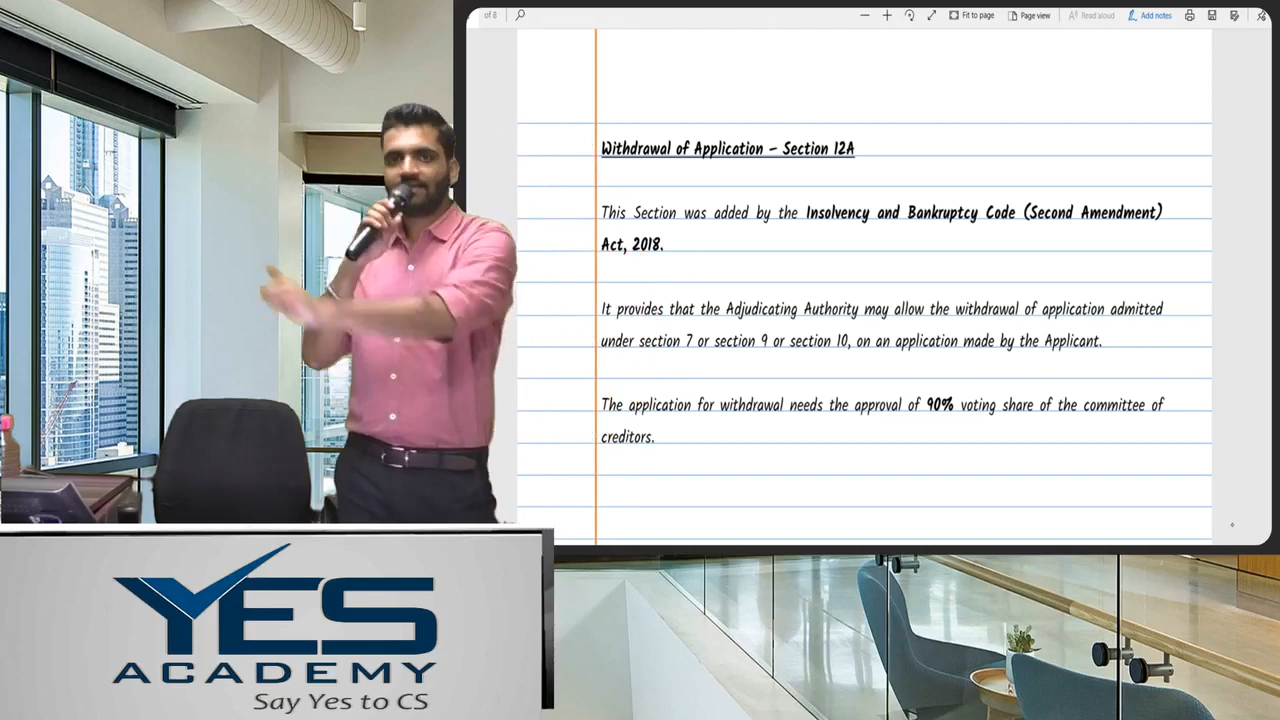 of 8
Fit to page
Page view
Read aloud
Add notes
Withdrawal of Application – Section 12A
This Section was added by the Insolvency and Bankruptcy Code (Second Amendment)
Act, 2018.
It provides that the Adjudicating Authority may allow the withdrawal of application admitted
under section 7 or section 9 or section 10, on an application made by the Applicant.
The application for withdrawal needs the approval of 90% voting share of the committee of
creditors.
YES
ACADEMY
Say Yes to CS